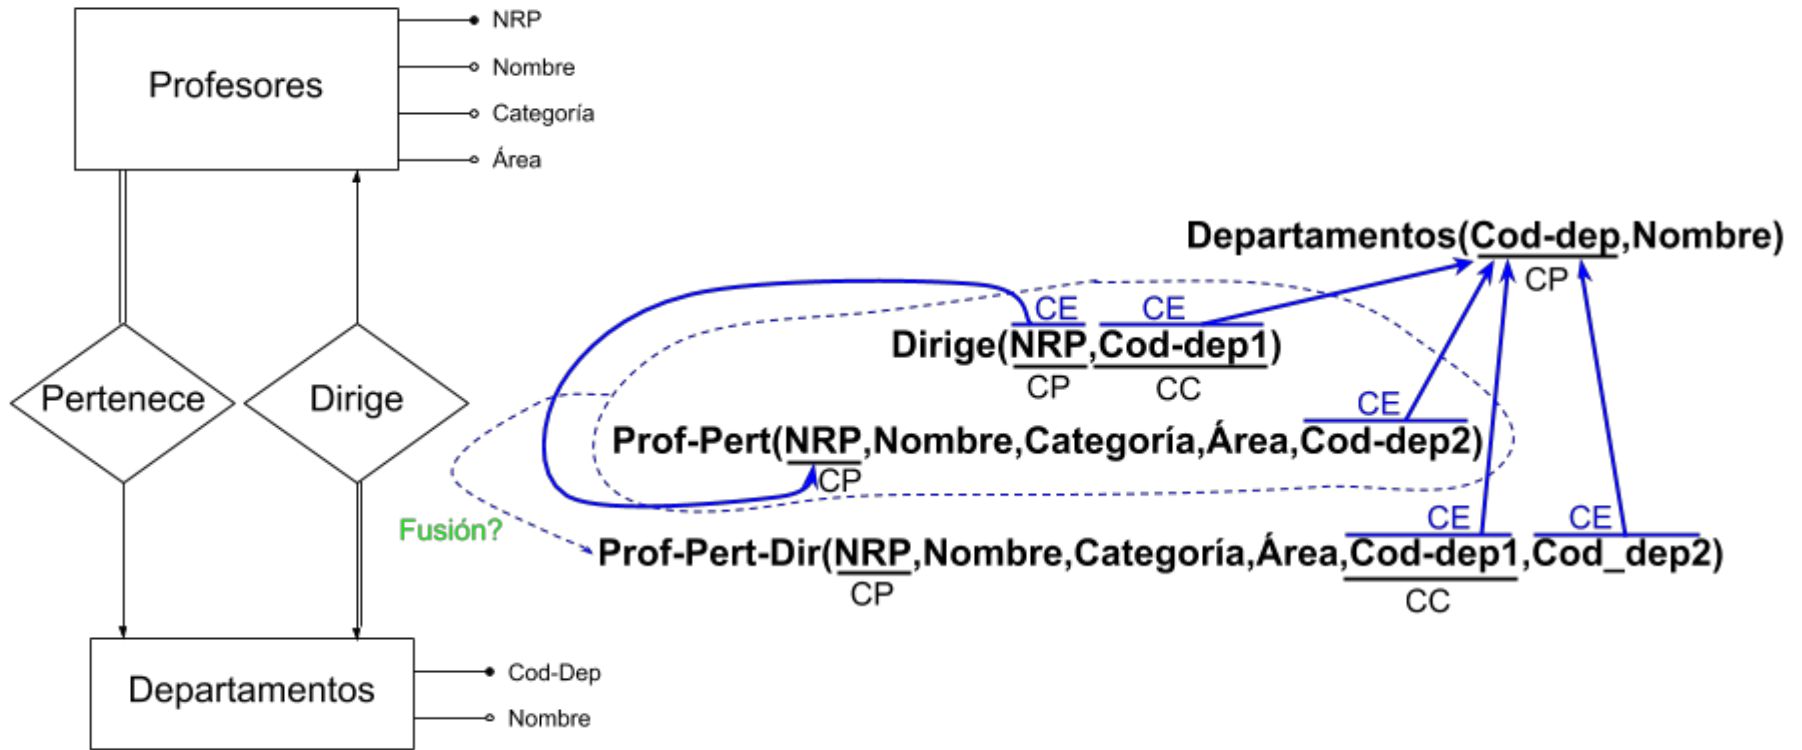 Profesores
NRP
Nombre
Categoría
Área
Pertenece
Dirige
Departamentos
Cod-Dep
Nombre
Departamentos(Cod-dep,Nombre)
CP
CE CE
Dirige(NRP,Cod-dep1)
CP CC
CE
Prof-Pert(NRP,Nombre,Categoría,Área,Cod-dep2)
CP
Fusión?
CE CE
Prof-Pert-Dir(NRP,Nombre,Categoría,Área,Cod-dep1,Cod_dep2)
CP CC